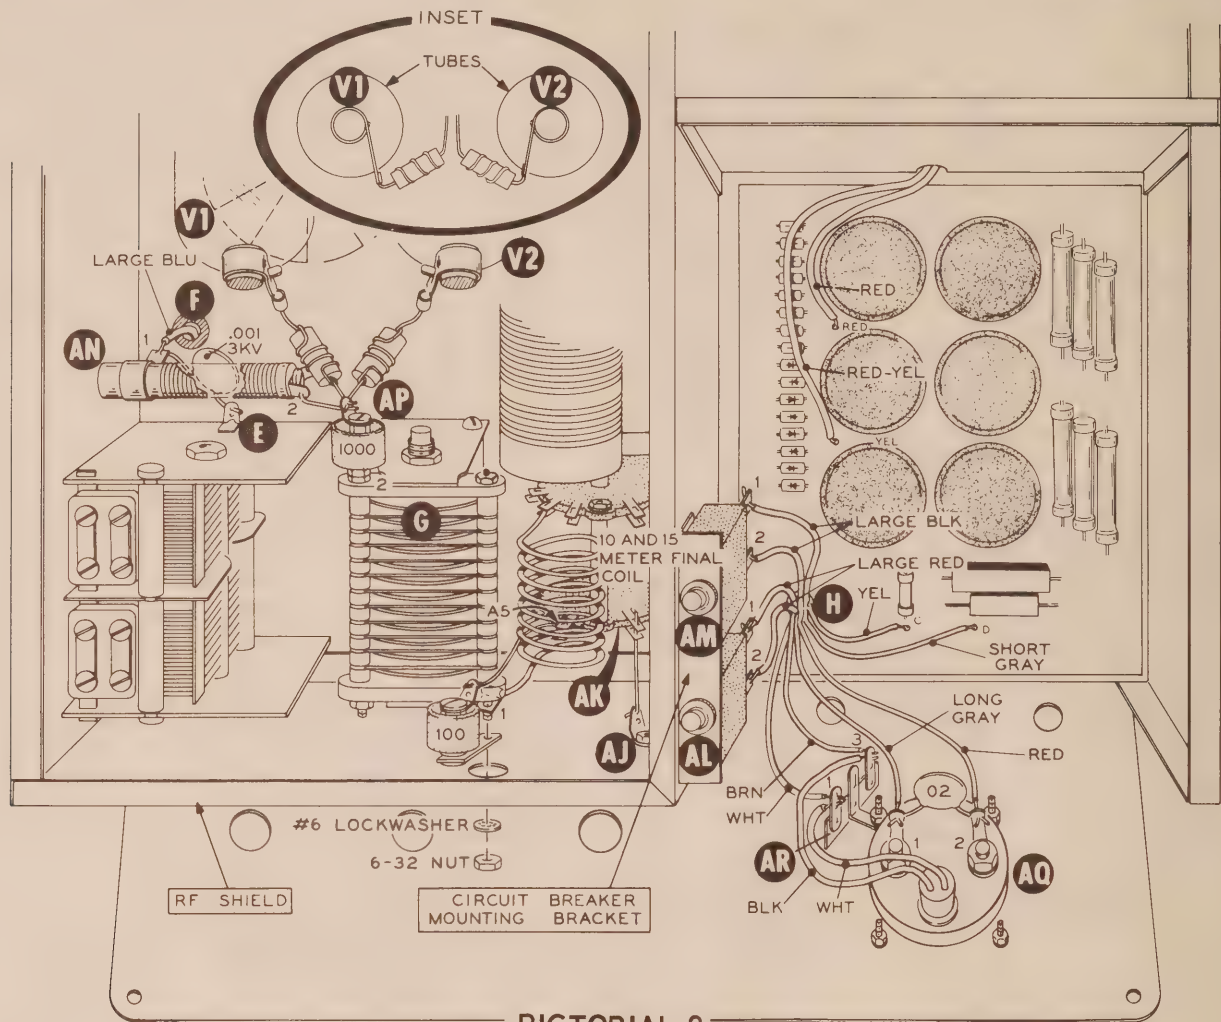 INSET
TUBES
V1
V2
V1
V2
LARGE BLU
F
1
.001
3KV
AN
2
E
AP
1000
2
G
10 AND 15
METER FINAL
COIL
A5
AK
1
100
AJ
RED
RED
RED-YEL
YEL
1
2
LARGE BLK
LARGE RED
1
2
H
YEL
C
D
SHORT
GRAY
AM
AL
LONG
GRAY
RED
BRN
WHT
3
1
.02
AR
1
2
AQ
BLK
WHT
#6 LOCKWASHER
6-32 NUT
RF SHIELD
CIRCUIT BREAKER
MOUNTING BRACKET